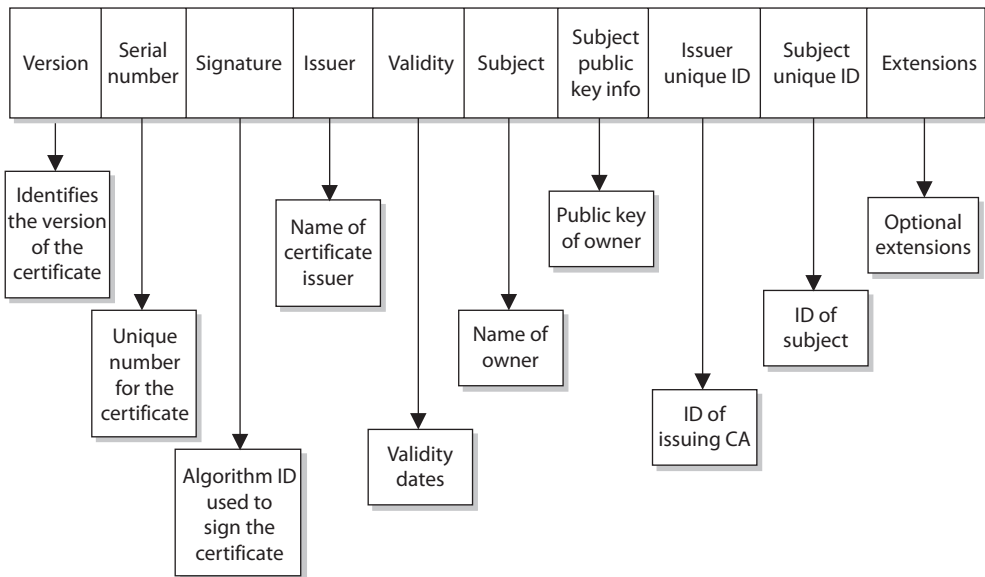 Version
Serial
number
Signature
Issuer
Validity
Subject
Subject
public
key info
Issuer
unique ID
Subject
unique ID
Extensions
Identifies
the version
of the
certificate
Unique
number
for the
certificate
Algorithm ID
used to
sign the
certificate
Name of
certificate
issuer
Validity
dates
Name of
owner
Public key
of owner
ID of
issuing CA
ID of
subject
Optional
extensions